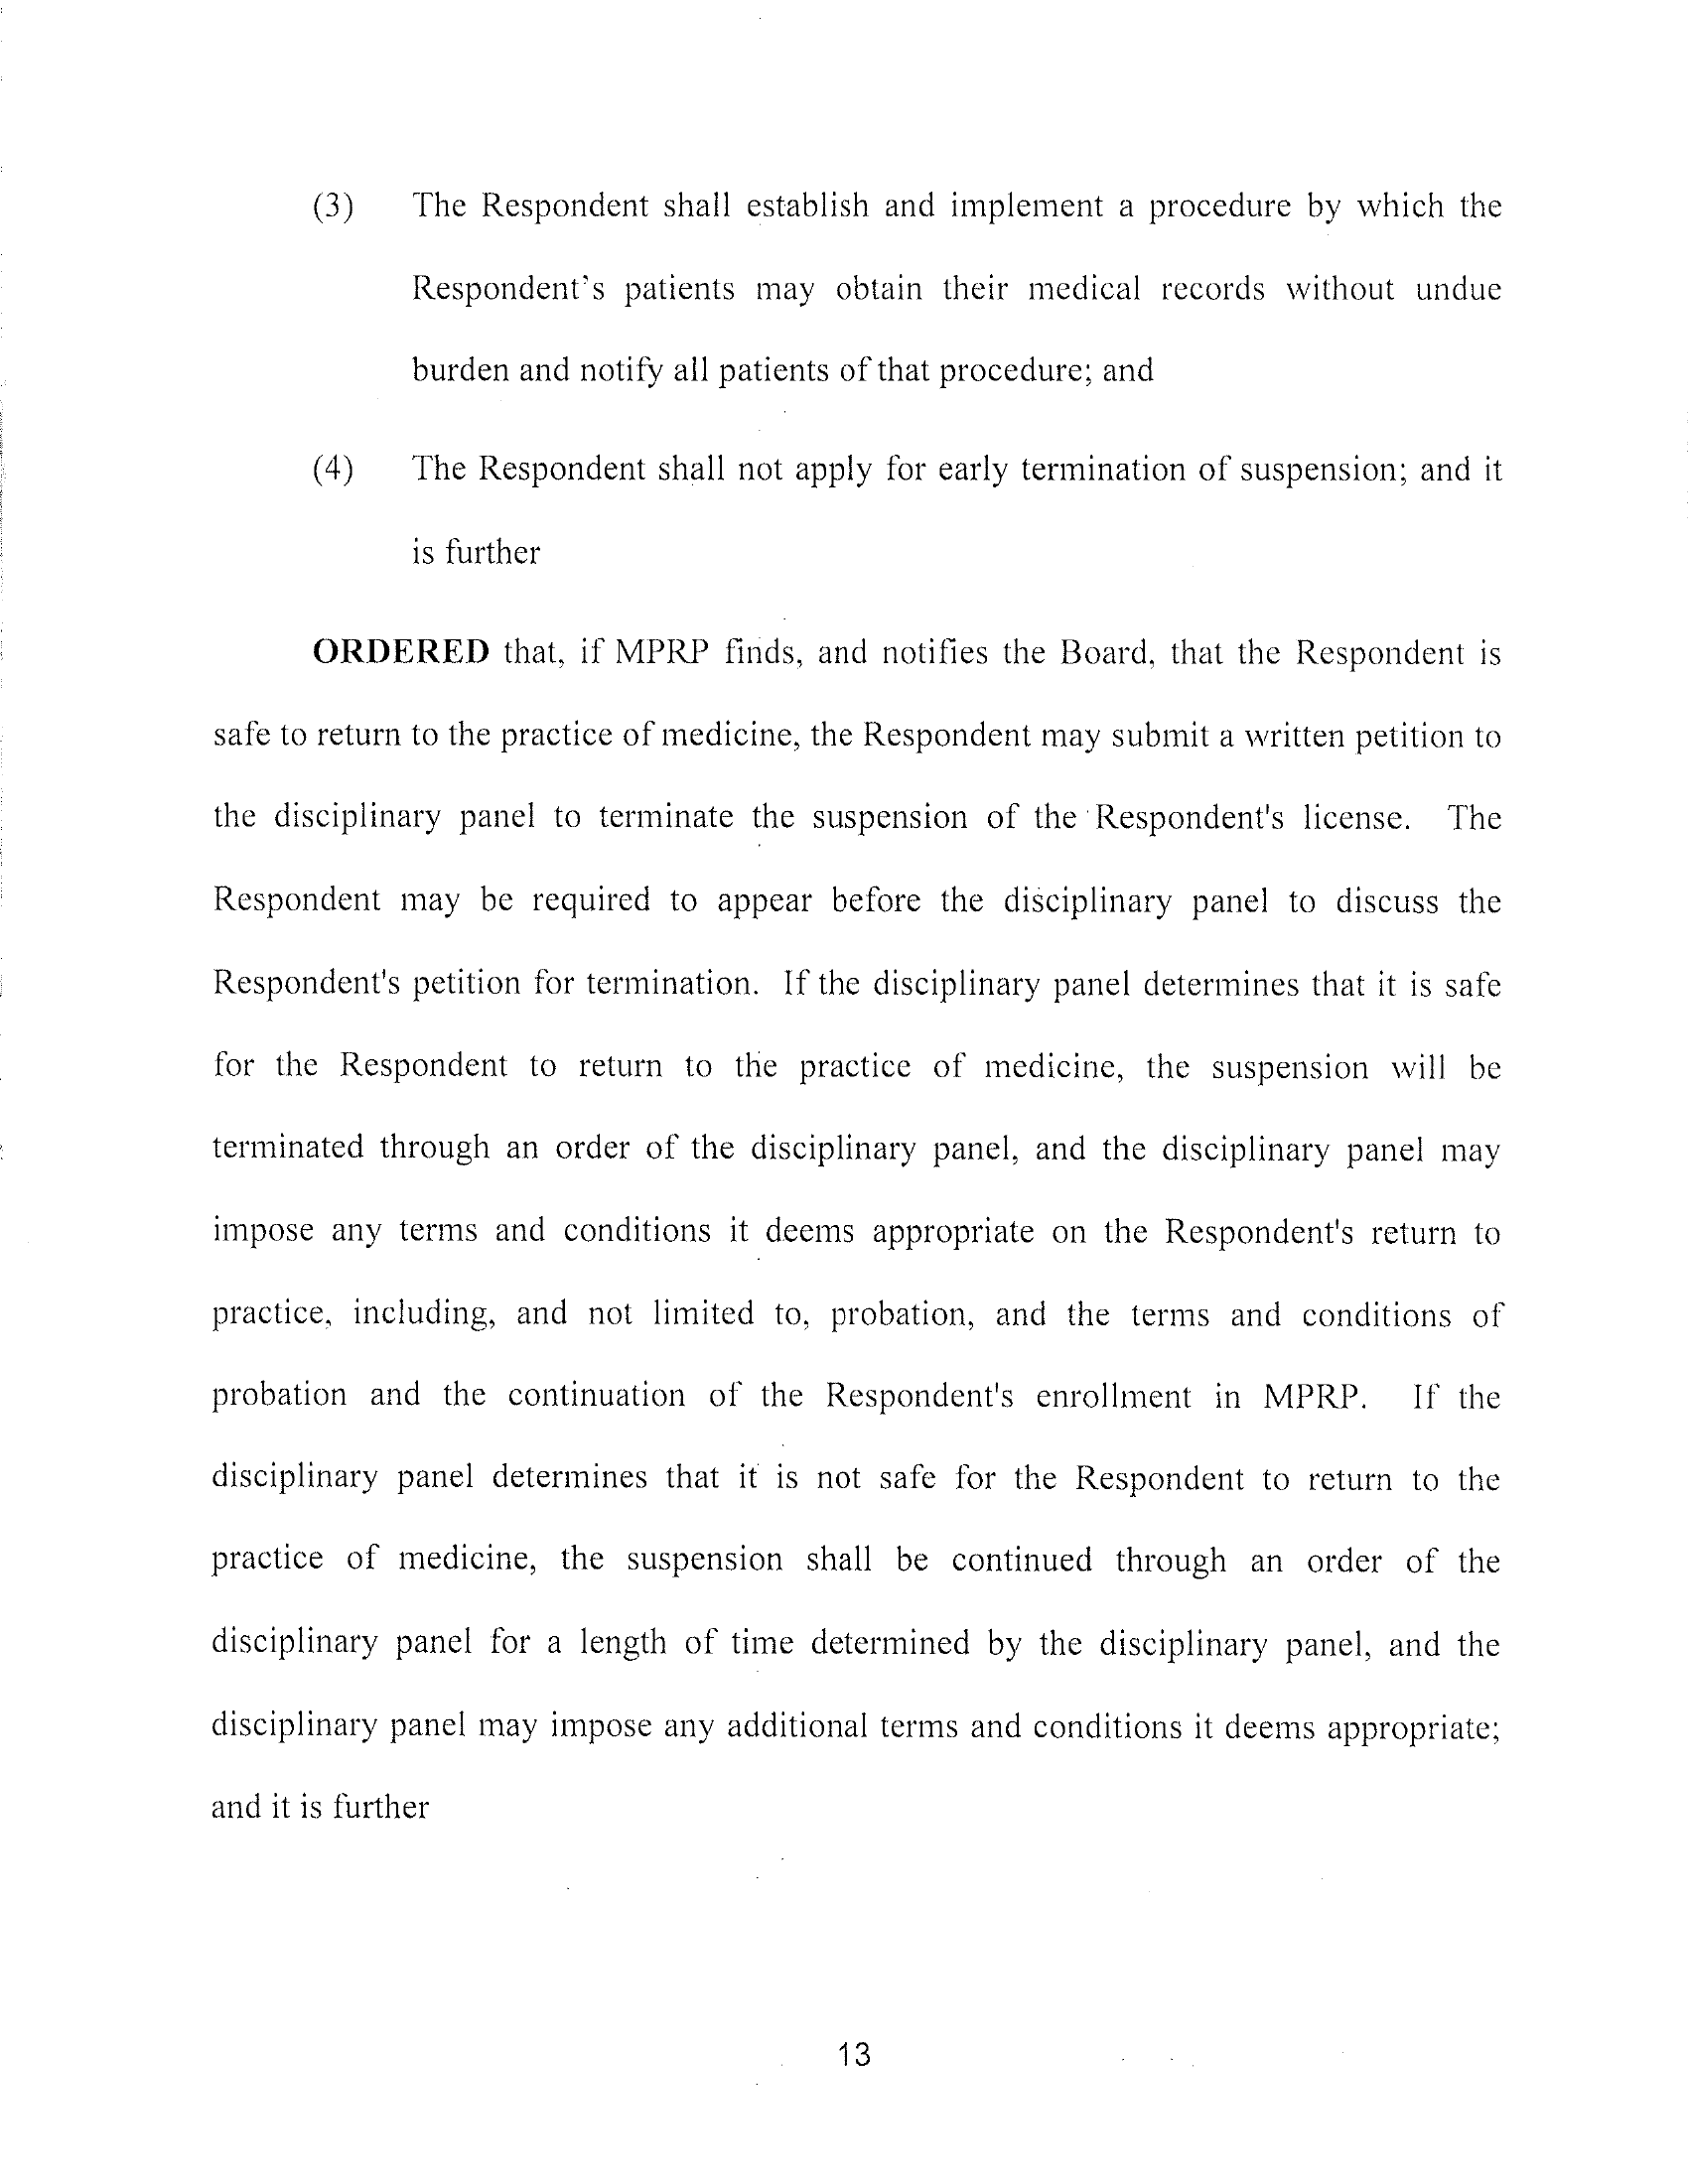 (3) The Respondent shall establish and implement a procedure by which the
Respondent's patients may obtain their medical records without undue
burden and notify all patients of that procedure; and
(4) The Respondent shall not apply for early termination of suspension; and it
is further
ORDERED that, if MPRP finds, and notifies the Board, that the Respondent is
safe to return to the practice of medicine, the Respondent may submit a written petition to
the disciplinary panel to terminate the suspension of the Respondent's license. The
Respondent may be required to appear before the disciplinary panel to discuss the
Respondent's petition for termination. If the disciplinary panel determines that it is safe
for the Respondent to return to the practice of medicine, the suspension will be
terminated through an order of the disciplinary panel, and the disciplinary panel may
impose any terms and conditions it deems appropriate on the Respondent's return to
practice, including, and not limited to, probation, and the terms and conditions of
probation and the continuation of the Respondent's enrollment in MPRP. If the
disciplinary panel determines that it is not safe for the Respondent to return to the
practice of medicine, the suspension shall be continued through an order of the
disciplinary panel for a length of time determined by the disciplinary panel, and the
disciplinary panel may impose any additional terms and conditions it deems appropriate;
and it is further
13